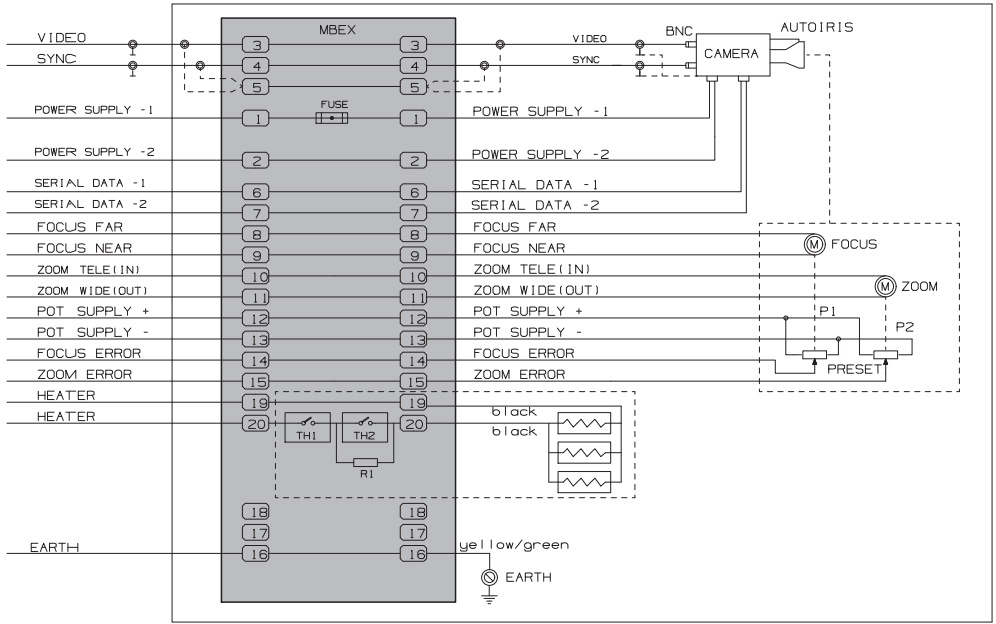 MBEX
BNC
AUTOIRIS
VIDEO
3
3
VIDEO
CAMERA
SYNC
4
4
SYNC
5
5
FUSE
POWER SUPPLY -1
1
1
POWER SUPPLY -1
POWER SUPPLY -2
2
2
POWER SUPPLY -2
SERIAL DATA -1
6
6
SERIAL DATA -1
SERIAL DATA -2
7
7
SERIAL DATA -2
FOCUS FAR
8
8
FOCUS FAR
M
FOCUS
FOCUS NEAR
9
9
FOCUS NEAR
ZOOM TELE(IN)
10
10
ZOOM TELE(IN)
ZOOM WIDE(OUT)
11
11
ZOOM WIDE(OUT)
M
ZOOM
POT SUPPLY +
12
12
POT SUPPLY +
P1
POT SUPPLY -
13
13
POT SUPPLY -
P2
FOCUS ERROR
14
14
FOCUS ERROR
PRESET
ZOOM ERROR
15
15
ZOOM ERROR
HEATER
19
19
black
HEATER
20
TH1
TH2
20
black
R1
18
18
17
17
EARTH
16
16
yellow/green
EARTH